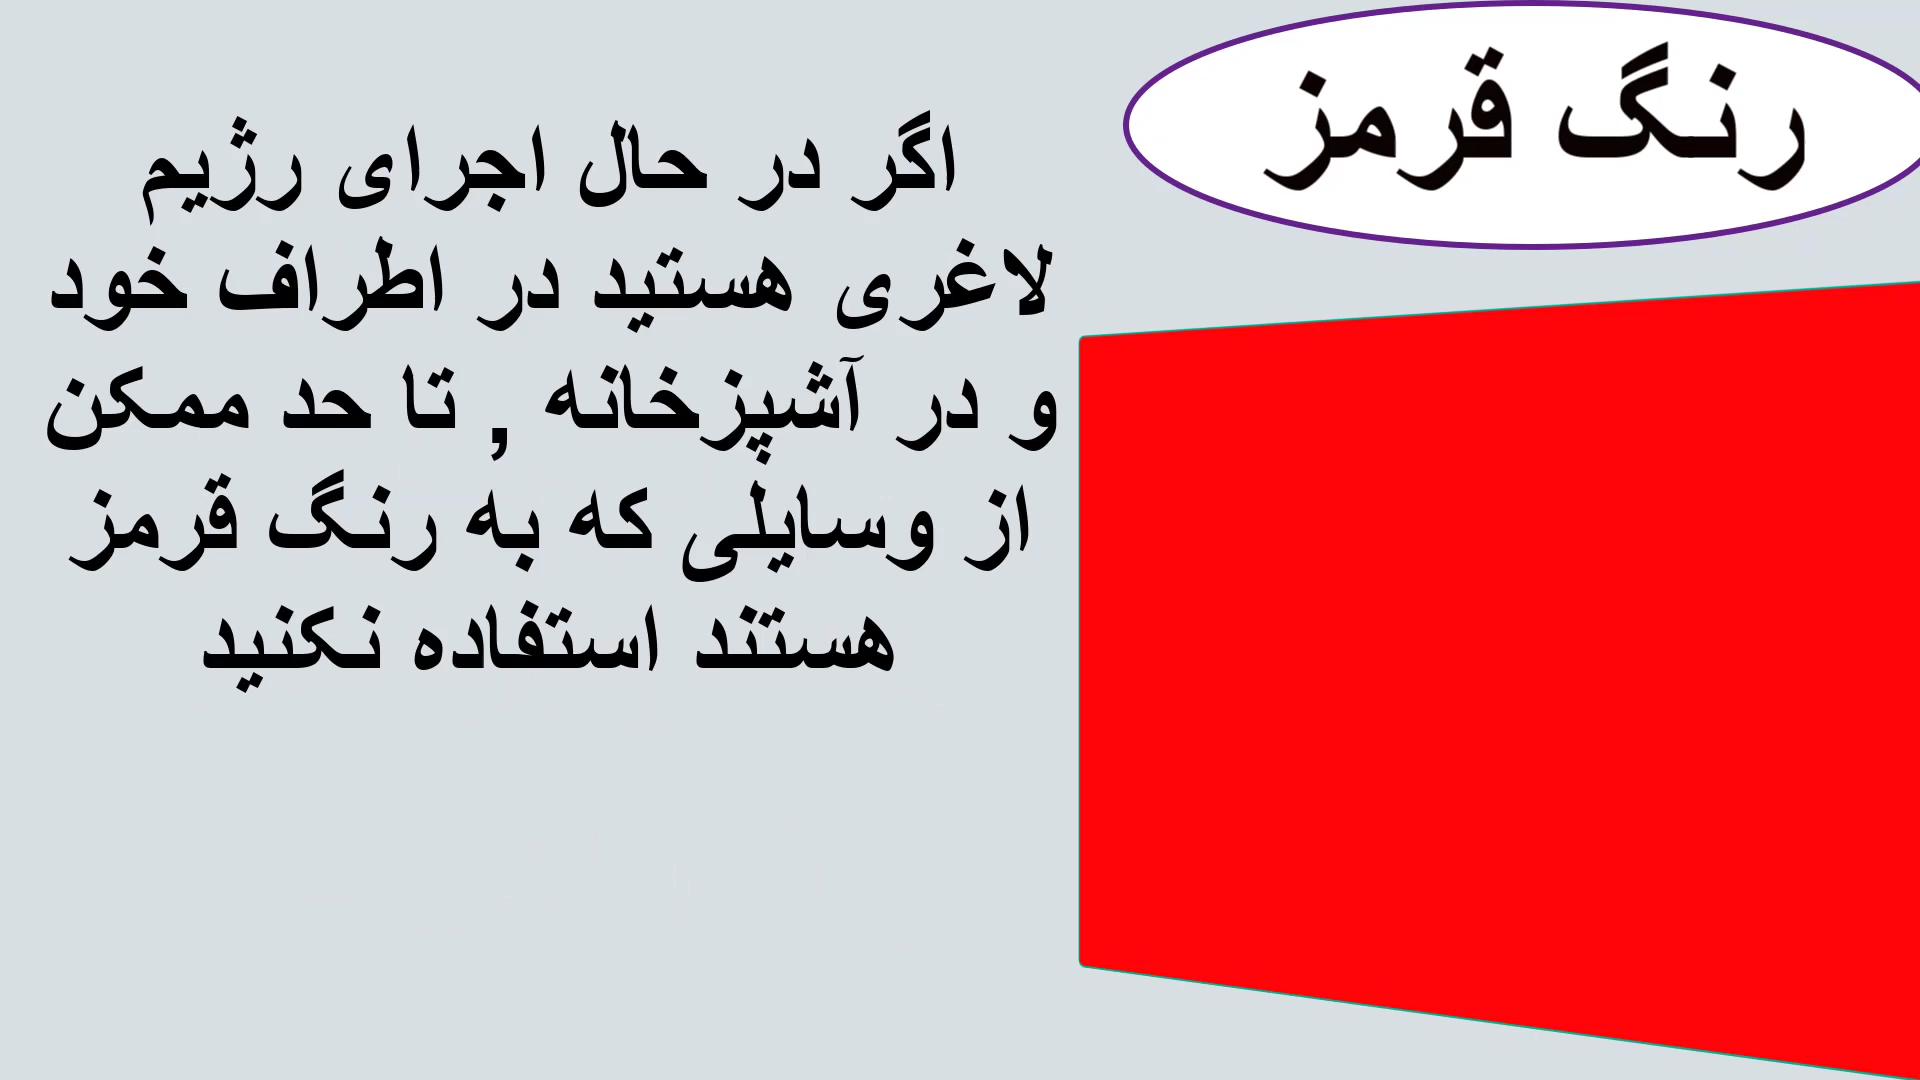 رنگ قرمز
اگر در حال اجرای رژیم
لاغری هستید در اطراف خود
و در آشپزخانه , تا حد ممکن
از وسایلی که به رنگ قرمز
هستند استفاده نکنید